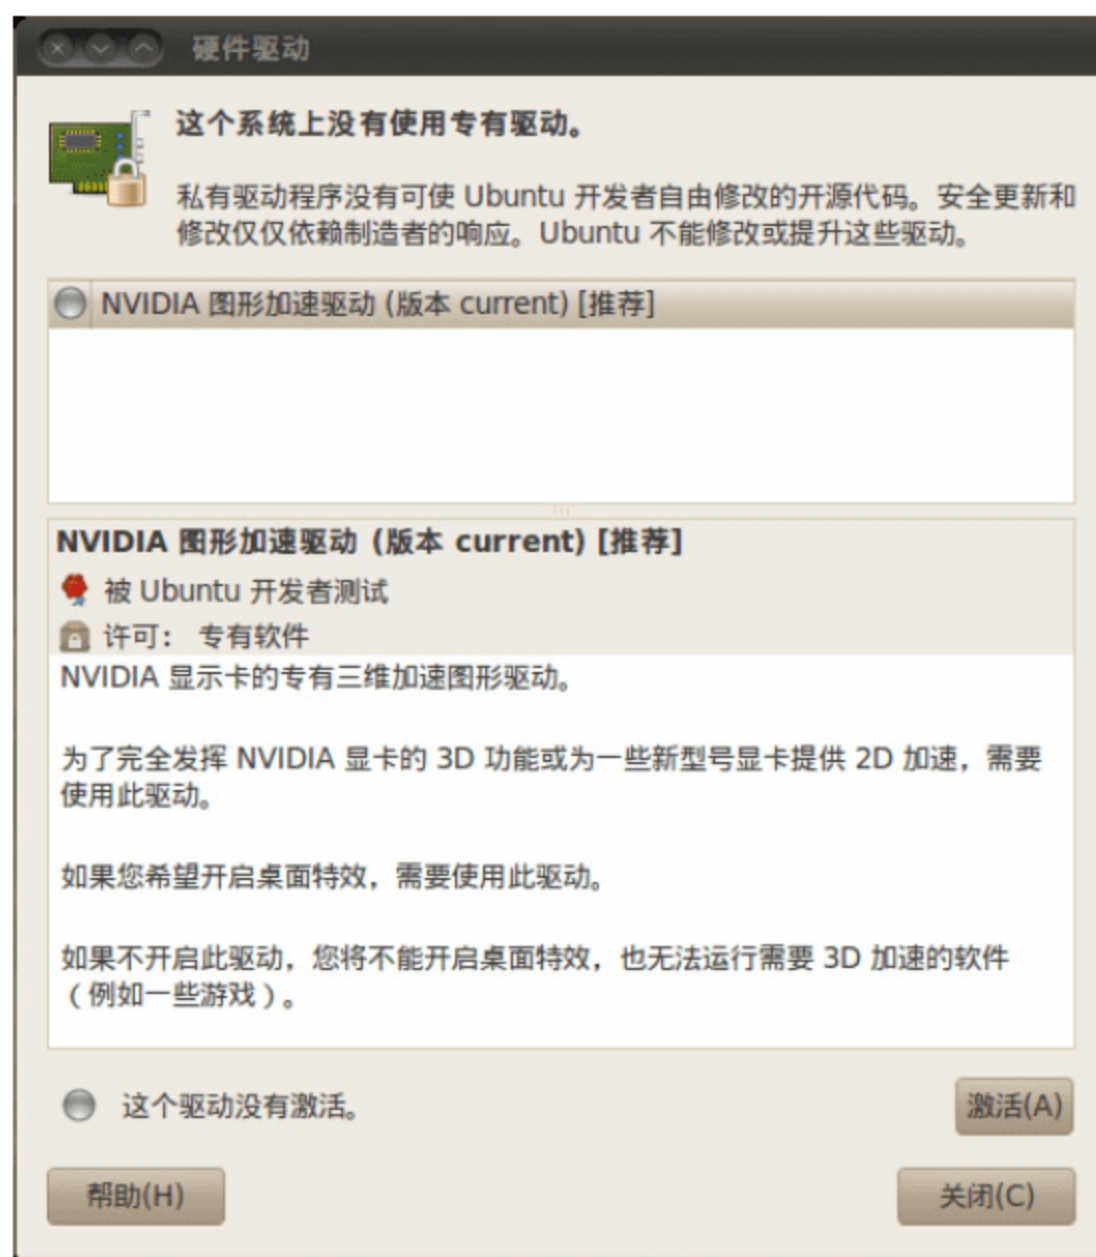 硬件驱动
这个系统上没有使用专有驱动。
私有驱动程序没有可使 Ubuntu 开发者自由修改的开源代码。安全更新和
修改仅仅依赖制造者的响应。Ubuntu 不能修改或提升这些驱动。
NVIDIA 图形加速驱动 (版本 current) [推荐]
NVIDIA 图形加速驱动 (版本 current) [推荐]
被 Ubuntu 开发者测试
许可： 专有软件
NVIDIA 显示卡的专有三维加速图形驱动。
为了完全发挥 NVIDIA 显卡的 3D 功能或为一些新型号显卡提供 2D 加速，需要
使用此驱动。
如果您希望开启桌面特效，需要使用此驱动。
如果不开启此驱动，您将不能开启桌面特效，也无法运行需要 3D 加速的软件
（例如一些游戏）。
这个驱动没有激活。
激活(A)
帮助(H)
关闭(C)